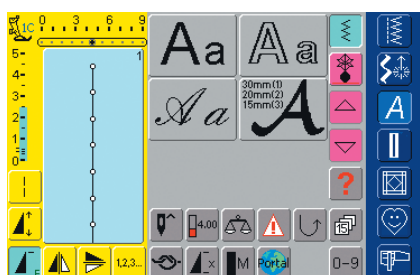 1C 0 3 6 9
5-
4-
3-
2-
1-
0-
1
Aa
Aa
Aa
30mm(1)
20mm(2)
15mm(3)
A
A
?
4.00
15
1,2,3...
x
M
Portal
0-9